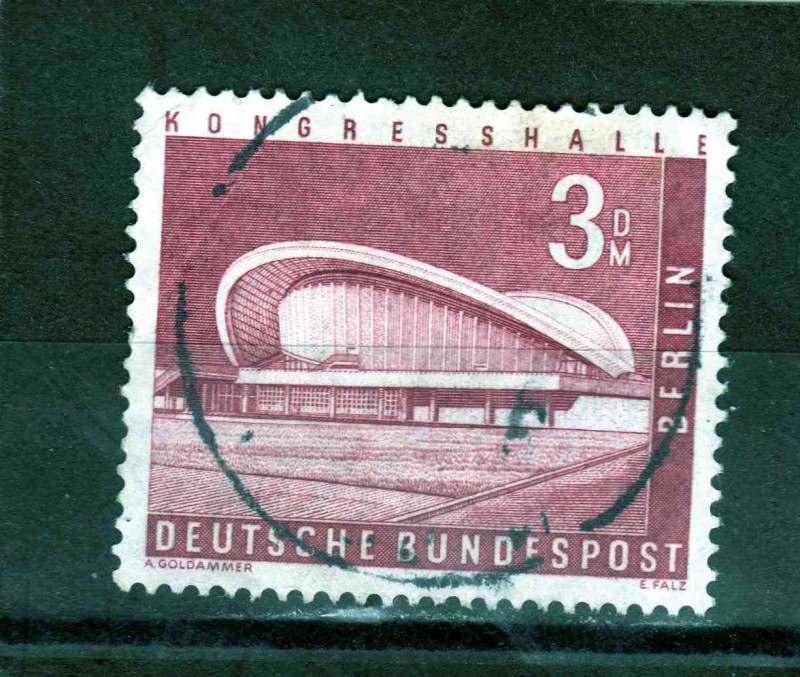 KONGRESSHALLE
3 DM
BERLIN
DEUTSCHE BUNDESPOST
A. GOLDAMMER
E. FALZ